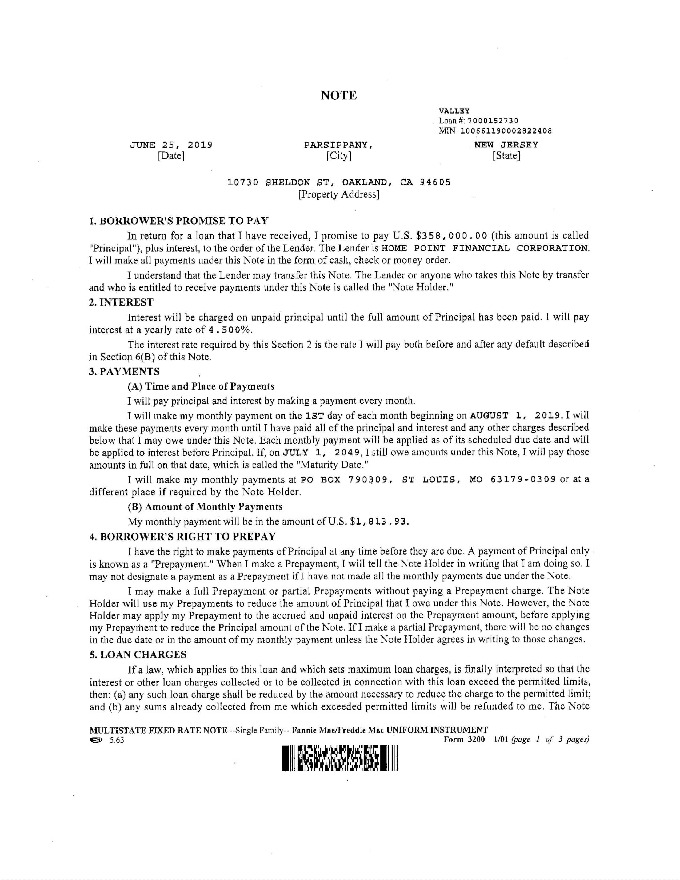 NOTE
VALLEY
Loan #: 7000152730
MIN: 100661190002822408
JUNE 25, 2019 PARSIPPANY, NEW JERSEY
[Date] [City] [State]
10730 SHELDON ST, OAKLAND, CA 94605
[Property Address]
1. BORROWER'S PROMISE TO PAY
In return for a loan that I have received, I promise to pay U.S. $358,000.00 (this amount is called
"Principal"), plus interest, to the order of the Lender. The Lender is HOME POINT FINANCIAL CORPORATION.
I will make all payments under this Note in the form of cash, check or money order.
I understand that the Lender may transfer this Note. The Lender or anyone who takes this Note by transfer
and who is entitled to receive payments under this Note is called the "Note Holder."
2. INTEREST
Interest will be charged on unpaid principal until the full amount of Principal has been paid. I will pay
interest at a yearly rate of 4.500%.
The interest rate required by this Section 2 is the rate I will pay both before and after any default described
in Section 6(B) of this Note.
3. PAYMENTS
(A) Time and Place of Payments
I will pay principal and interest by making a payment every month.
I will make my monthly payment on the 1ST day of each month beginning on AUGUST 1, 2019. I will
make these payments every month until I have paid all of the principal and interest and any other charges described
below that I may owe under this Note. Each monthly payment will be applied as of its scheduled due date and will
be applied to interest before Principal. If, on JULY 1, 2049, I still owe amounts under this Note, I will pay those
amounts in full on that date, which is called the "Maturity Date."
I will make my monthly payments at PO BOX 790309, ST LOUIS, MO 63179-0309 or at a
different place if required by the Note Holder.
(B) Amount of Monthly Payments
My monthly payment will be in the amount of U.S. $1,813.93.
4. BORROWER'S RIGHT TO PREPAY
I have the right to make payments of Principal at any time before they are due. A payment of Principal only
is known as a "Prepayment." When I make a Prepayment, I will tell the Note Holder in writing that I am doing so. I
may not designate a payment as a Prepayment if I have not made all the monthly payments due under the Note.
I may make a full Prepayment or partial Prepayments without paying a Prepayment charge. The Note
Holder will use my Prepayments to reduce the amount of Principal that I owe under this Note. However, the Note
Holder may apply my Prepayment to the accrued and unpaid interest on the Prepayment amount, before applying
my Prepayment to reduce the Principal amount of the Note. If I make a partial Prepayment, there will be no changes
in the due date or in the amount of my monthly payment unless the Note Holder agrees in writing to those changes.
5. LOAN CHARGES
If a law, which applies to this loan and which sets maximum loan charges, is finally interpreted so that the
interest or other loan charges collected or to be collected in connection with this loan exceed the permitted limits,
then: (a) any such loan charge shall be reduced by the amount necessary to reduce the charge to the permitted limit;
and (b) any sums already collected from me which exceeded permitted limits will be refunded to me. The Note
MULTISTATE FIXED RATE NOTE--Single Family--Fannie Mae/Freddie Mac UNIFORM INSTRUMENT
5.63 Form 3200 1/01 (page 1 of 3 pages)